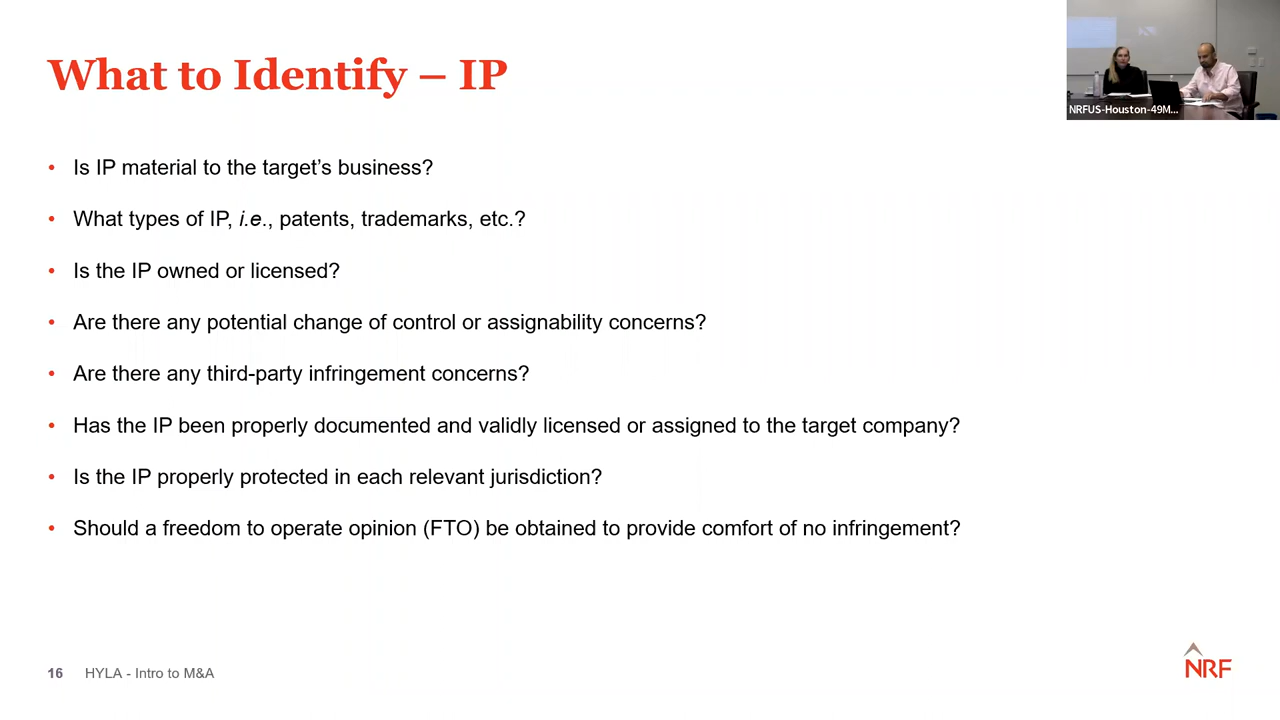 What to Identify – IP
NRFUS-Houston-49M...
• Is IP material to the target’s business?
• What types of IP, i.e., patents, trademarks, etc.?
• Is the IP owned or licensed?
• Are there any potential change of control or assignability concerns?
• Are there any third-party infringement concerns?
• Has the IP been properly documented and validly licensed or assigned to the target company?
• Is the IP properly protected in each relevant jurisdiction?
• Should a freedom to operate opinion (FTO) be obtained to provide comfort of no infringement?
16 HYLA - Intro to M&A
NRF